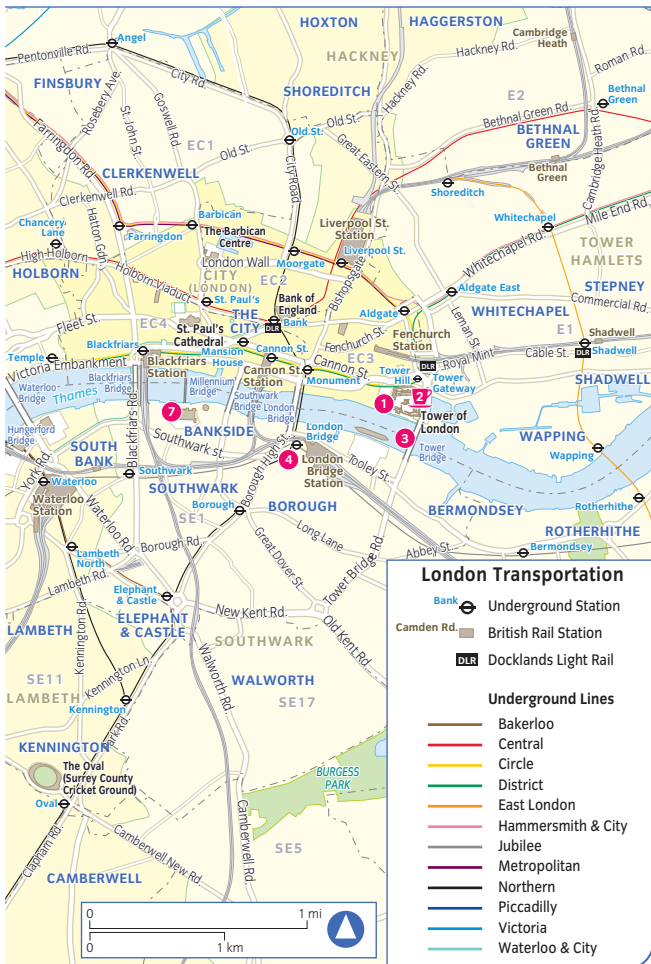 HOXTON
HAGGERSTON
Angel
Pentonville Rd.
Cambridge
Heath
HACKNEY
Hackney Rd.
Roman Rd.
City Rd.
FINSBURY
Rosebery Ave.
St. John St.
Goswell Rd.
SHOREDITCH
Hackney Rd.
E2
Bethnal
Green
Farringdon Rd.
EC1
Old St.
Old St.
Old St.
Great Eastern St.
Bethnal Green Rd.
BETHNAL
GREEN
CLERKENWELL
City Road
Bethnal
Green
Cambridge Heath Rd.
Clerkenwell Rd.
Shoreditch
Chancery
Lane
Hatton Gdn.
Barbican
Farringdon
The Barbican
Centre
Liverpool St.
Station
Whitechapel
Mile End Rd.
High Holborn
London Wall
Moorgate
Liverpool St.
Whitechapel Rd.
TOWER
HAMLETS
HOLBORN
Holborn Viaduct
CITY
(LONDON)
EC2
Bishopsgate
Aldgate East
STEPNEY
St. Paul's
Bank of
England
Commercial Rd.
Fleet St.
EC4
St. Paul's
Cathedral
THE
CITY
Bank
DLR
Aldgate
Leman St.
WHITECHAPEL
E1
Fenchurch St.
Fenchurch
Station
Blackfriars
Mansion
House
Cannon St.
EC3
Royal Mint
Cable St.
Shadwell
DLR
Shadwell
Temple
Victoria Embankment
Blackfriars
Station
Cannon St.
Station
Cannon St.
Monument
Tower
Hill
DLR
Tower
Gateway
SHADWELL
Waterloo
Bridge
Blackfriars
Bridge
Millennium
Bridge
Southwark
Bridge
London
Bridge
Thames
1
2
7
Tower of
London
Hungerford
Bridge
BANKSIDE
London
Bridge
3
Tower
Bridge
WAPPING
SOUTH
BANK
Blackfriars Rd.
Southwark St.
Borough High St.
4
London
Bridge
Station
Tooley St.
Wapping
York Rd.
Southwark
Waterloo
SOUTHWARK
Waterloo
Station
Waterloo Rd.
Borough
BOROUGH
BERMONDSEY
Rotherhithe
SE1
Long Lane
ROTHERHITHE
Lambeth
North
Borough Rd.
Great Dover St.
Tower Bridge Rd.
Abbey St.
Bermondsey
Lambeth Rd.
Elephant
& Castle
New Kent Rd.
LAMBETH
Kennington Rd.
ELEPHANT
& CASTLE
SOUTHWARK
Old Kent Rd.
Kennington Ln.
SE11
LAMBETH
Walworth Rd.
WALWORTH
SE17
Kennington
Park Rd.
KENNINGTON
The Oval
(Surrey County
Cricket Ground)
BURGESS
PARK
Oval
Clapham Rd.
Camberwell New Rd.
Camberwell Rd.
SE5
CAMBERWELL
0
1 mi
0
1 km
London Transportation
Bank
Underground Station
Camden Rd.
British Rail Station
DLR
Docklands Light Rail
Underground Lines
Bakerloo
Central
Circle
District
East London
Hammersmith & City
Jubilee
Metropolitan
Northern
Piccadilly
Victoria
Waterloo & City